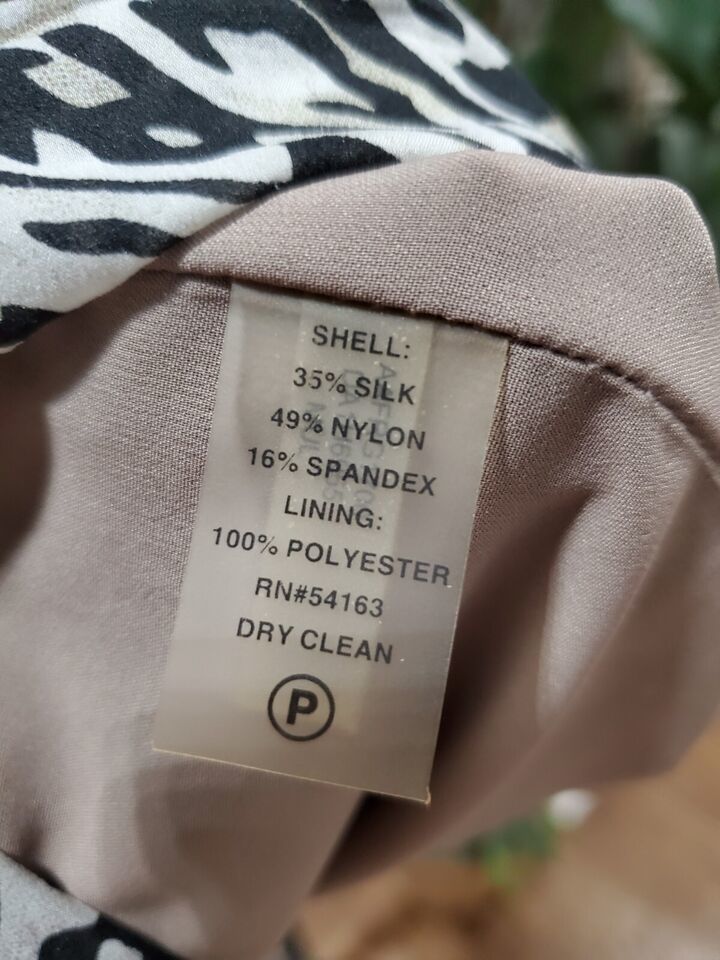 SHELL:
35% SILK
49% NYLON
16% SPANDEX
LINING:
100% POLYESTER
RN#54163
DRY CLEAN
P